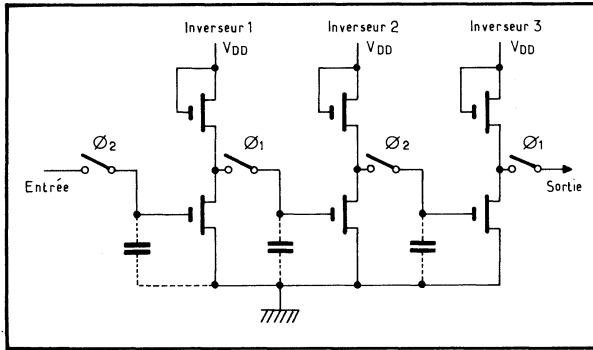 Inverseur 1
Inverseur 2
Inverseur 3
VDD
VDD
VDD
Ø2
Ø1
Ø2
Ø1
Entrée
Sortie